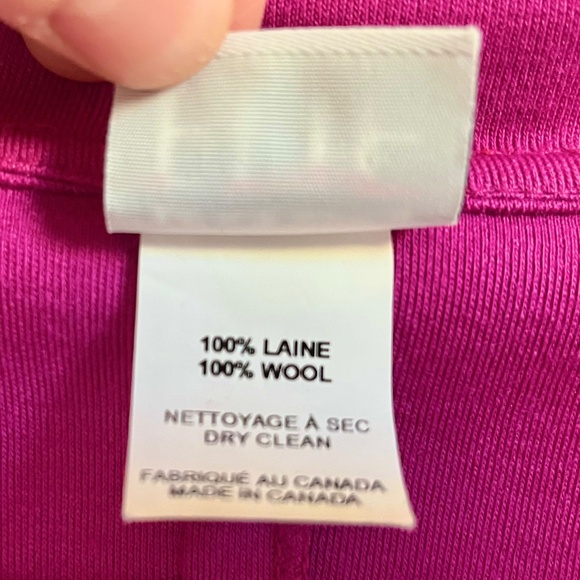 100% LAINE
100% WOOL
NETTOYAGE À SEC
DRY CLEAN
FABRIQUÉ AU CANADA
MADE IN CANADA